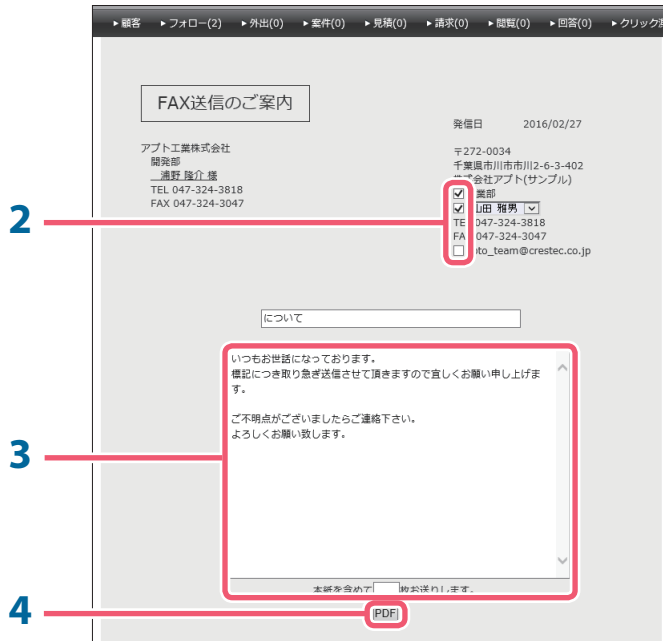 ▸顧客 ▸フォロー(2) ▸外出(0) ▸案件(0) ▸見積(0) ▸請求(0) ▸閲覧(0) ▸回答(0) ▸クリック
FAX送信のご案内
発信日 2016/02/27
アプト工業株式会社
開発部
浦野 隆介 様
TEL 047-324-3818
FAX 047-324-3047
〒272-0034
千葉県市川市市川2-6-3-402
株式会社アプト(サンプル)
業部
山田 雅男
TE 047-324-3818
FA 047-324-3047
to_team@crestec.co.jp
2
について
いつもお世話になっております。
標記につき取り急ぎ送信させて頂きますので宜しくお願い申し上げま
す。
ご不明点がございましたらご連絡下さい。
よろしくお願い致します。
3
本紙を含めて 枚お送りします。
4
PDF